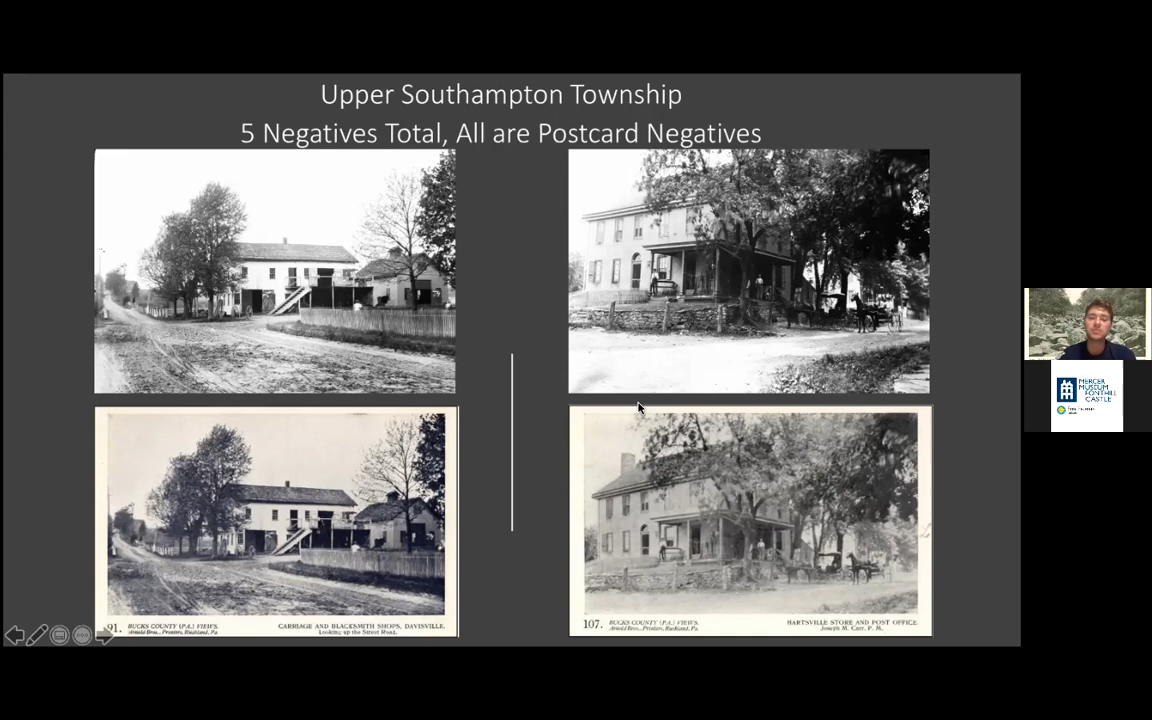 Upper Southampton Township
5 Negatives Total, All are Postcard Negatives
91. BUCKS COUNTY (PA.) VIEWS.
Arnold Bros., Printers, Rushland, Pa.
CARRIAGE AND BLACKSMITH SHOPS, DAVISVILLE.
Looking up the Street Road.
107. BUCKS COUNTY (PA.) VIEWS.
Arnold Bros., Printers, Rushland, Pa.
HARTSVILLE STORE AND POST OFFICE.
Joseph M. Carr, P. M.
MERCER
MUSEUM
FONTHILL
CASTLE